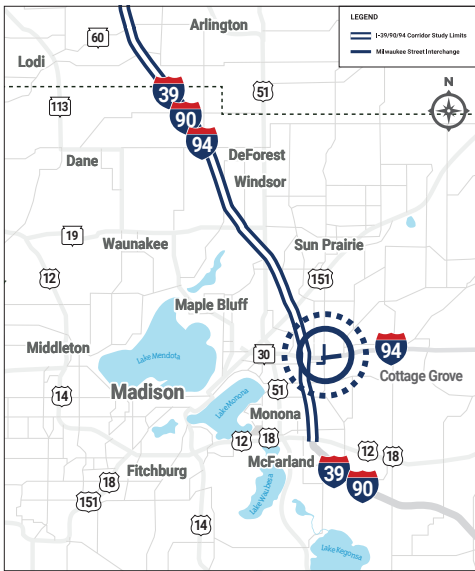 LEGEND
I-39/90/94 Corridor Study Limits
Milwaukee Street Interchange
N
Arlington
60
Lodi
39
51
113
90
94
DeForest
Dane
Windsor
19
Waunakee
Sun Prairie
12
151
Maple Bluff
Lake Mendota
30
94
Middleton
Cottage Grove
14
Madison
51
Lake Monona
Monona
12
18
12
18
McFarland
39
90
Fitchburg
18
151
Lake Waubesa
14
Lake Kegonsa